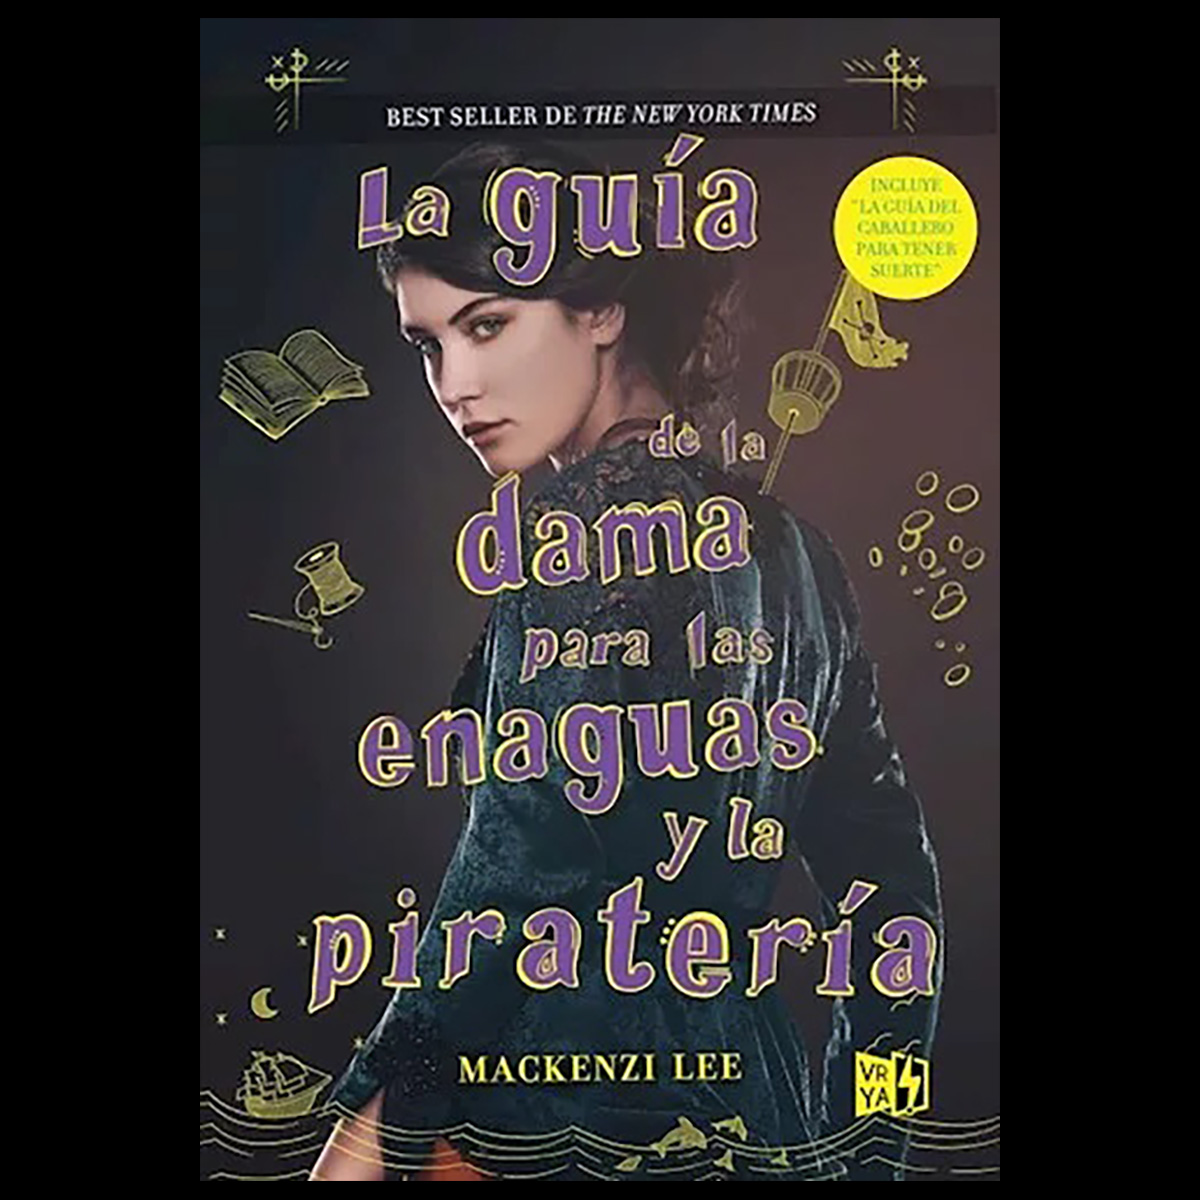 BEST SELLER DE THE NEW YORK TIMES
La guía
INCLUYE
"LA GUÍA DEL
CABALLERO
PARA TENER
SUERTE"
de la
dama
para las
enaguas
y la
piratería
MACKENZI LEE
VR
YA